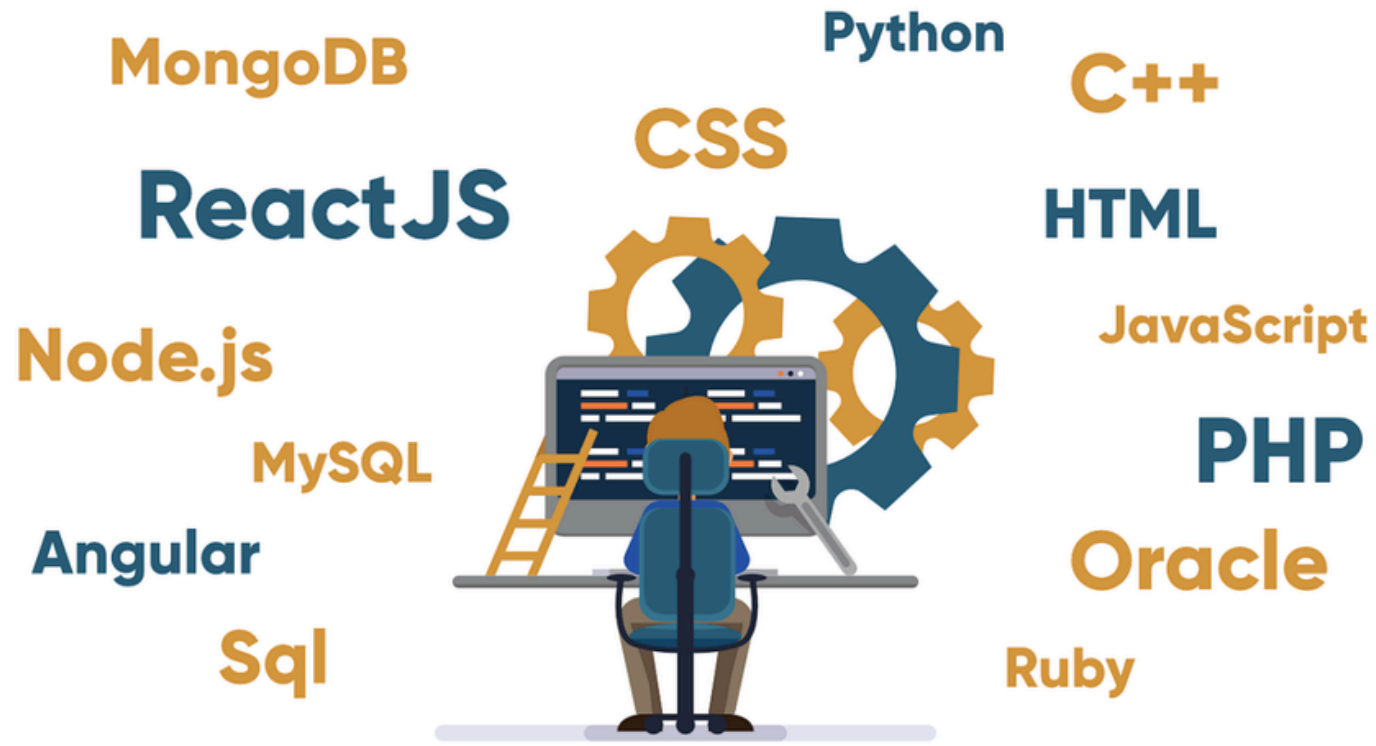 Python
MongoDB
C++
CSS
ReactJS
HTML
JavaScript
Node.js
PHP
MySQL
Angular
Oracle
Sql
Ruby